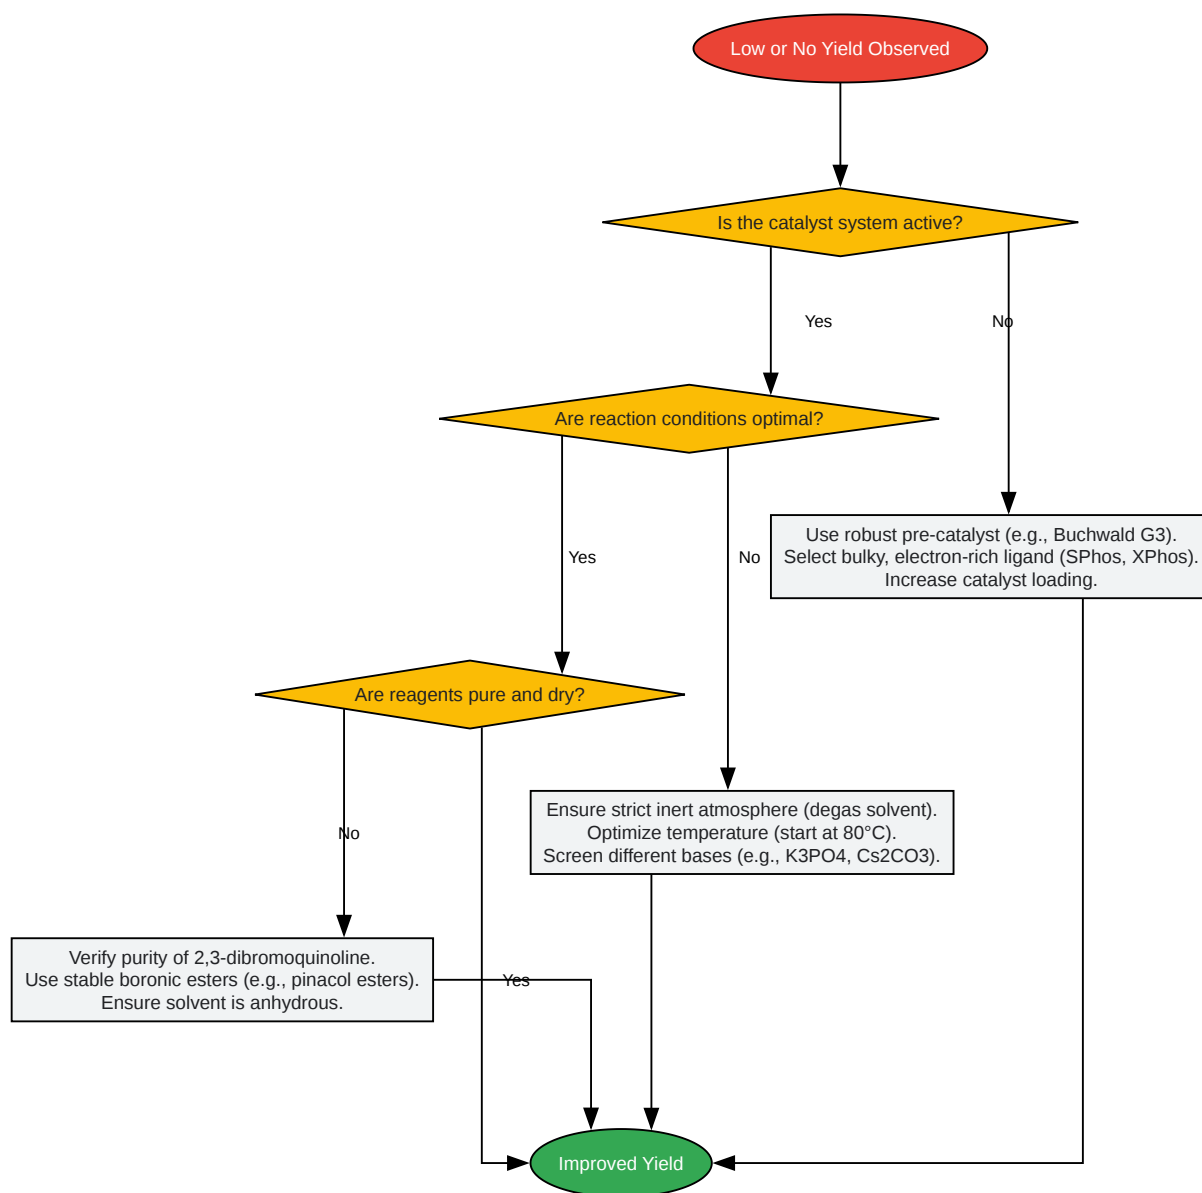 Low or No Yield Observed
Is the catalyst system active?
Yes
No
Are reaction conditions optimal?
Use robust pre-catalyst (e.g., Buchwald G3).
Select bulky, electron-rich ligand (SPhos, XPhos).
Increase catalyst loading.
Yes
No
Are reagents pure and dry?
Ensure strict inert atmosphere (degas solvent).
Optimize temperature (start at 80°C).
Screen different bases (e.g., K3PO4, Cs2CO3).
No
Verify purity of 2,3-dibromoquinoline.
Use stable boronic esters (e.g., pinacol esters).
Ensure solvent is anhydrous.
Yes
Improved Yield